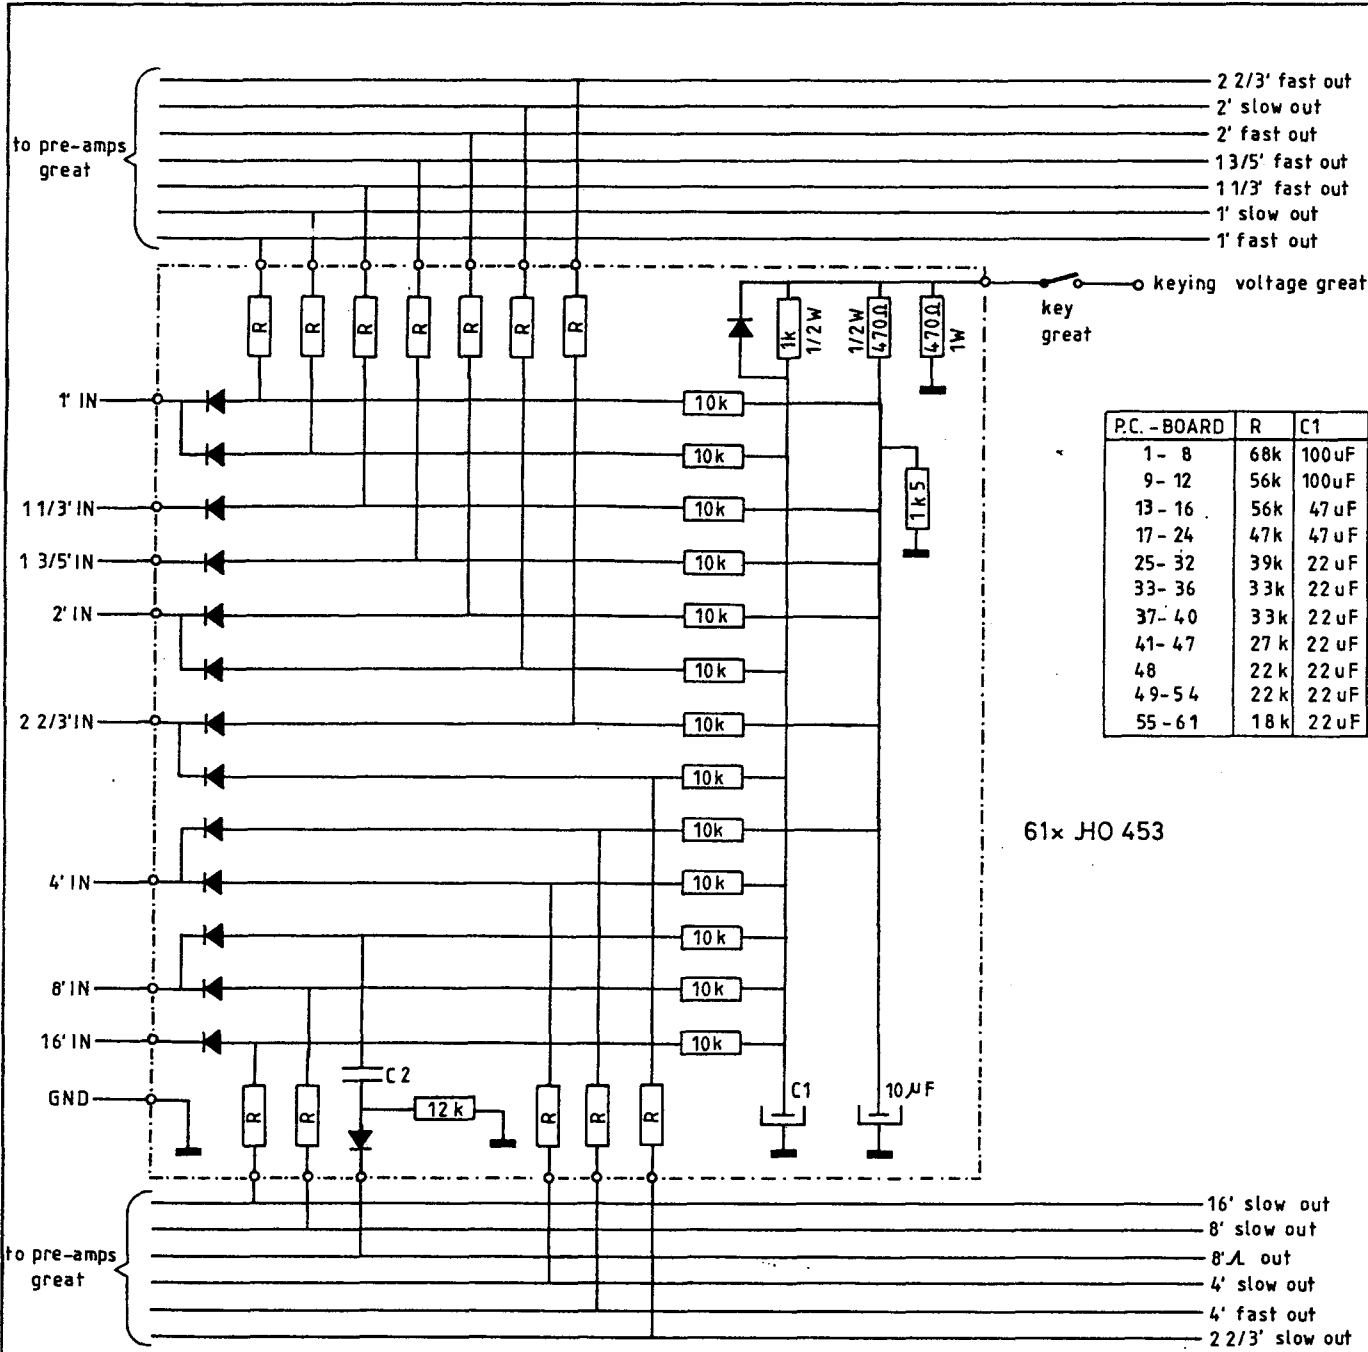 2 2/3' fast out
2' slow out
2' fast out
1 3/5' fast out
1 1/3' fast out
1' slow out
1' fast out
to pre-amps
great
keying voltage great
key
great
R
R
R
R
R
R
R
1k
1/2W
1/2W
470Ω
470Ω
1W
1' IN
10k
10k
1 1/3' IN
10k
1k5
1 3/5' IN
10k
2' IN
10k
10k
2 2/3' IN
10k
10k
10k
4' IN
10k
10k
8' IN
10k
16' IN
10k
GND
R
R
C2
12k
R
R
R
C1
10µF
P.C. - BOARD R C1
1 - 8 68k 100uF
9 - 12 56k 100uF
13 - 16 56k 47uF
17 - 24 47k 47uF
25 - 32 39k 22uF
33 - 36 33k 22uF
37 - 40 33k 22uF
41 - 47 27k 22uF
48 22k 22uF
49 - 54 22k 22uF
55 - 61 18k 22uF
61x JHO 453
to pre-amps
great
16' slow out
8' slow out
8' out
4' slow out
4' fast out
2 2/3' slow out